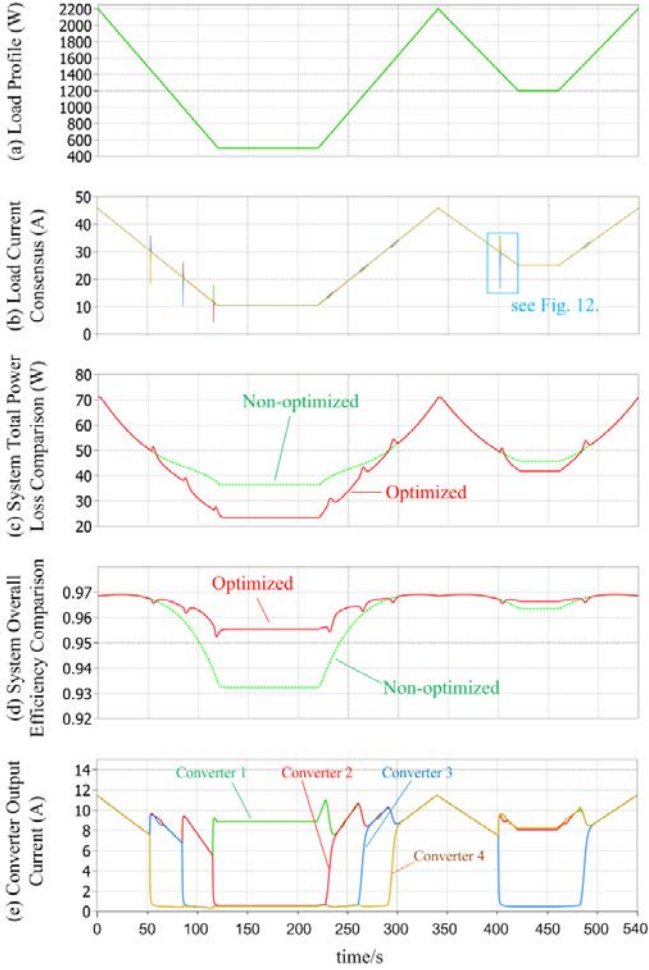 (a) Load Profile (W)
2200
2000
1800
1600
1400
1200
1000
800
600
400
(b) Load Current
Consensus (A)
50
40
30
20
10
0
see Fig. 12.
(c) System Total Power
Loss Comparison (W)
80
70
60
50
40
30
20
Non-optimized
Optimized
(d) System Overall
Efficiency Comparison
0.97
0.96
0.95
0.94
0.93
0.92
Optimized
Non-optimized
(e) Converter Output
Current (A)
14
12
10
8
6
4
2
0
Converter 1
Converter 2
Converter 3
Converter 4
0 50 100 150 200 250 300 350 400 450 500 540
time/s